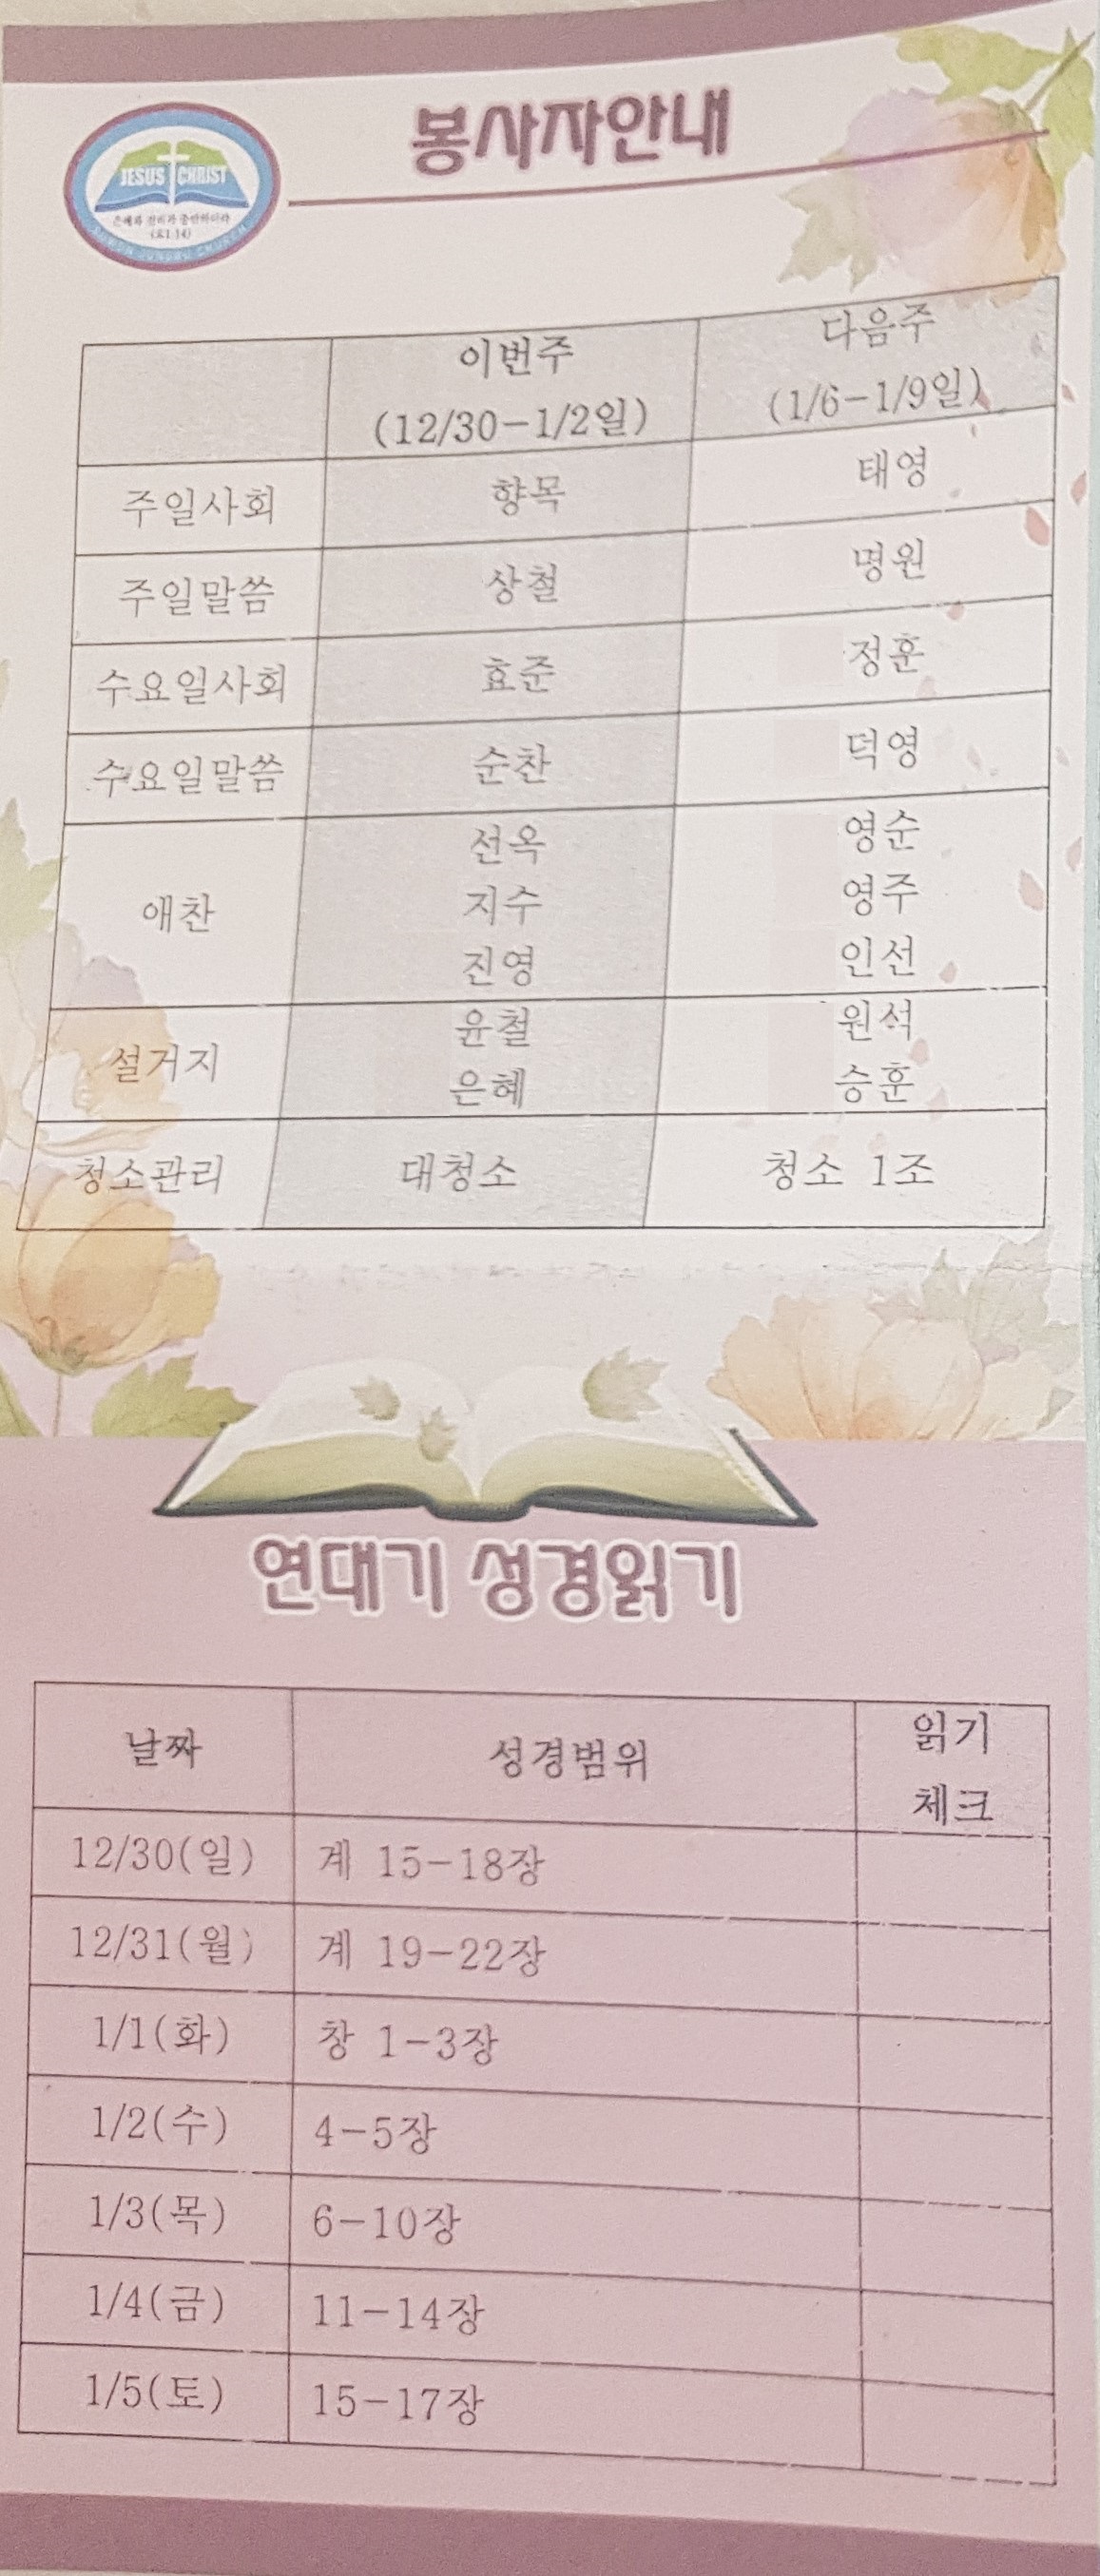 봉사자안내
JESUS CHRIST
은혜와 진리가 충만하더라
(요1:14)
이번주 다음주
(12/30-1/2일) (1/6-1/9일)
주일사회 향목 태영
주일말씀 상철 명원
수요일사회 효준 정훈
수요일말씀 순찬 덕영
애찬
선옥 영순
지수 영주
진영 인선
설거지
윤철 원석
은혜 승훈
청소관리 대청소 청소 1조
연대기 성경읽기
날짜 성경범위 읽기
체크
12/30(일) 계 15-18장
12/31(월) 계 19-22장
1/1(화) 창 1-3장
1/2(수) 4-5장
1/3(목) 6-10장
1/4(금) 11-14장
1/5(토) 15-17장